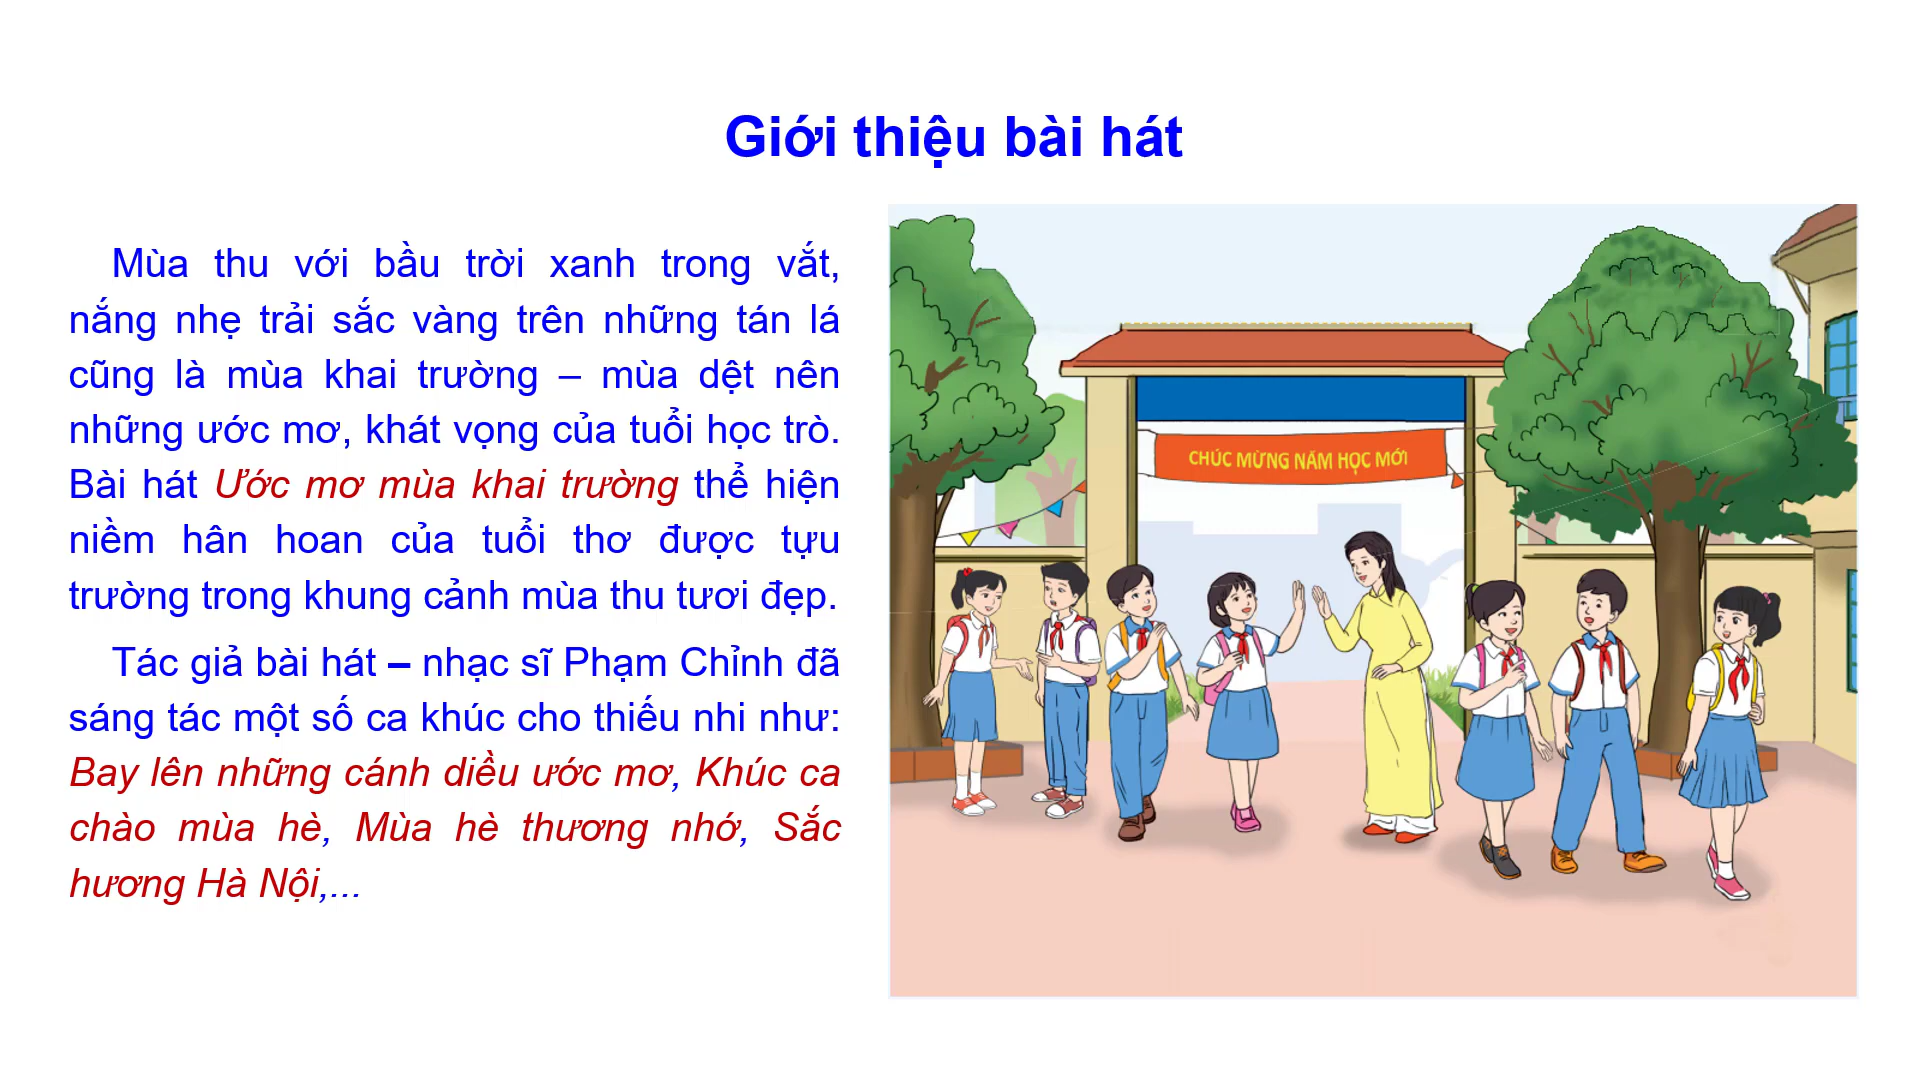 Giới thiệu bài hát
Mùa thu với bầu trời xanh trong vắt,
nắng nhẹ trải sắc vàng trên những tán lá
cũng là mùa khai trường – mùa dệt nên
những ước mơ, khát vọng của tuổi học trò.
Bài hát Ước mơ mùa khai trường thể hiện
niềm hân hoan của tuổi thơ được tựu
trường trong khung cảnh mùa thu tươi đẹp.
Tác giả bài hát – nhạc sĩ Phạm Chỉnh đã
sáng tác một số ca khúc cho thiếu nhi như:
Bay lên những cánh diều ước mơ, Khúc ca
chào mùa hè, Mùa hè thương nhớ, Sắc
hương Hà Nội,...
CHÚC MỪNG NĂM HỌC MỚI